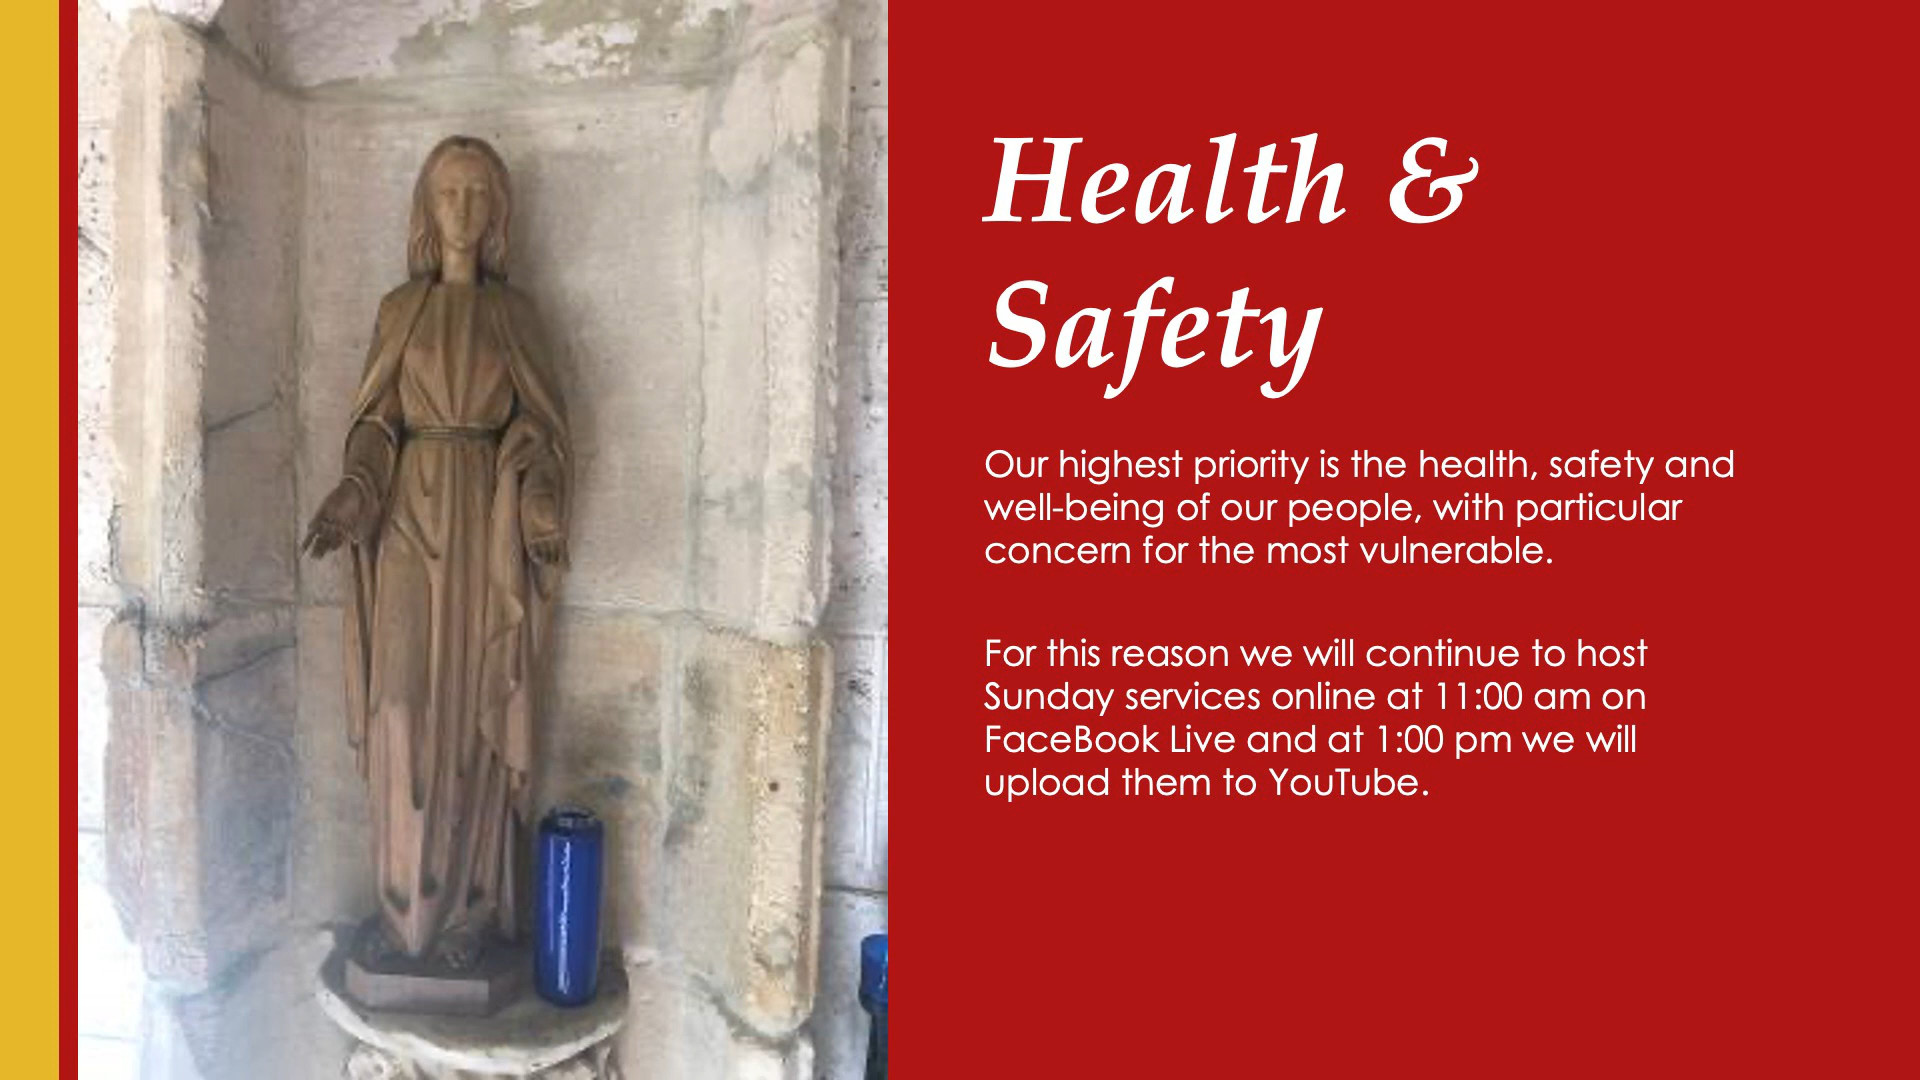 Health &
Safety
Our highest priority is the health, safety and
well-being of our people, with particular
concern for the most vulnerable.
For this reason we will continue to host
Sunday services online at 11:00 am on
FaceBook Live and at 1:00 pm we will
upload them to YouTube.